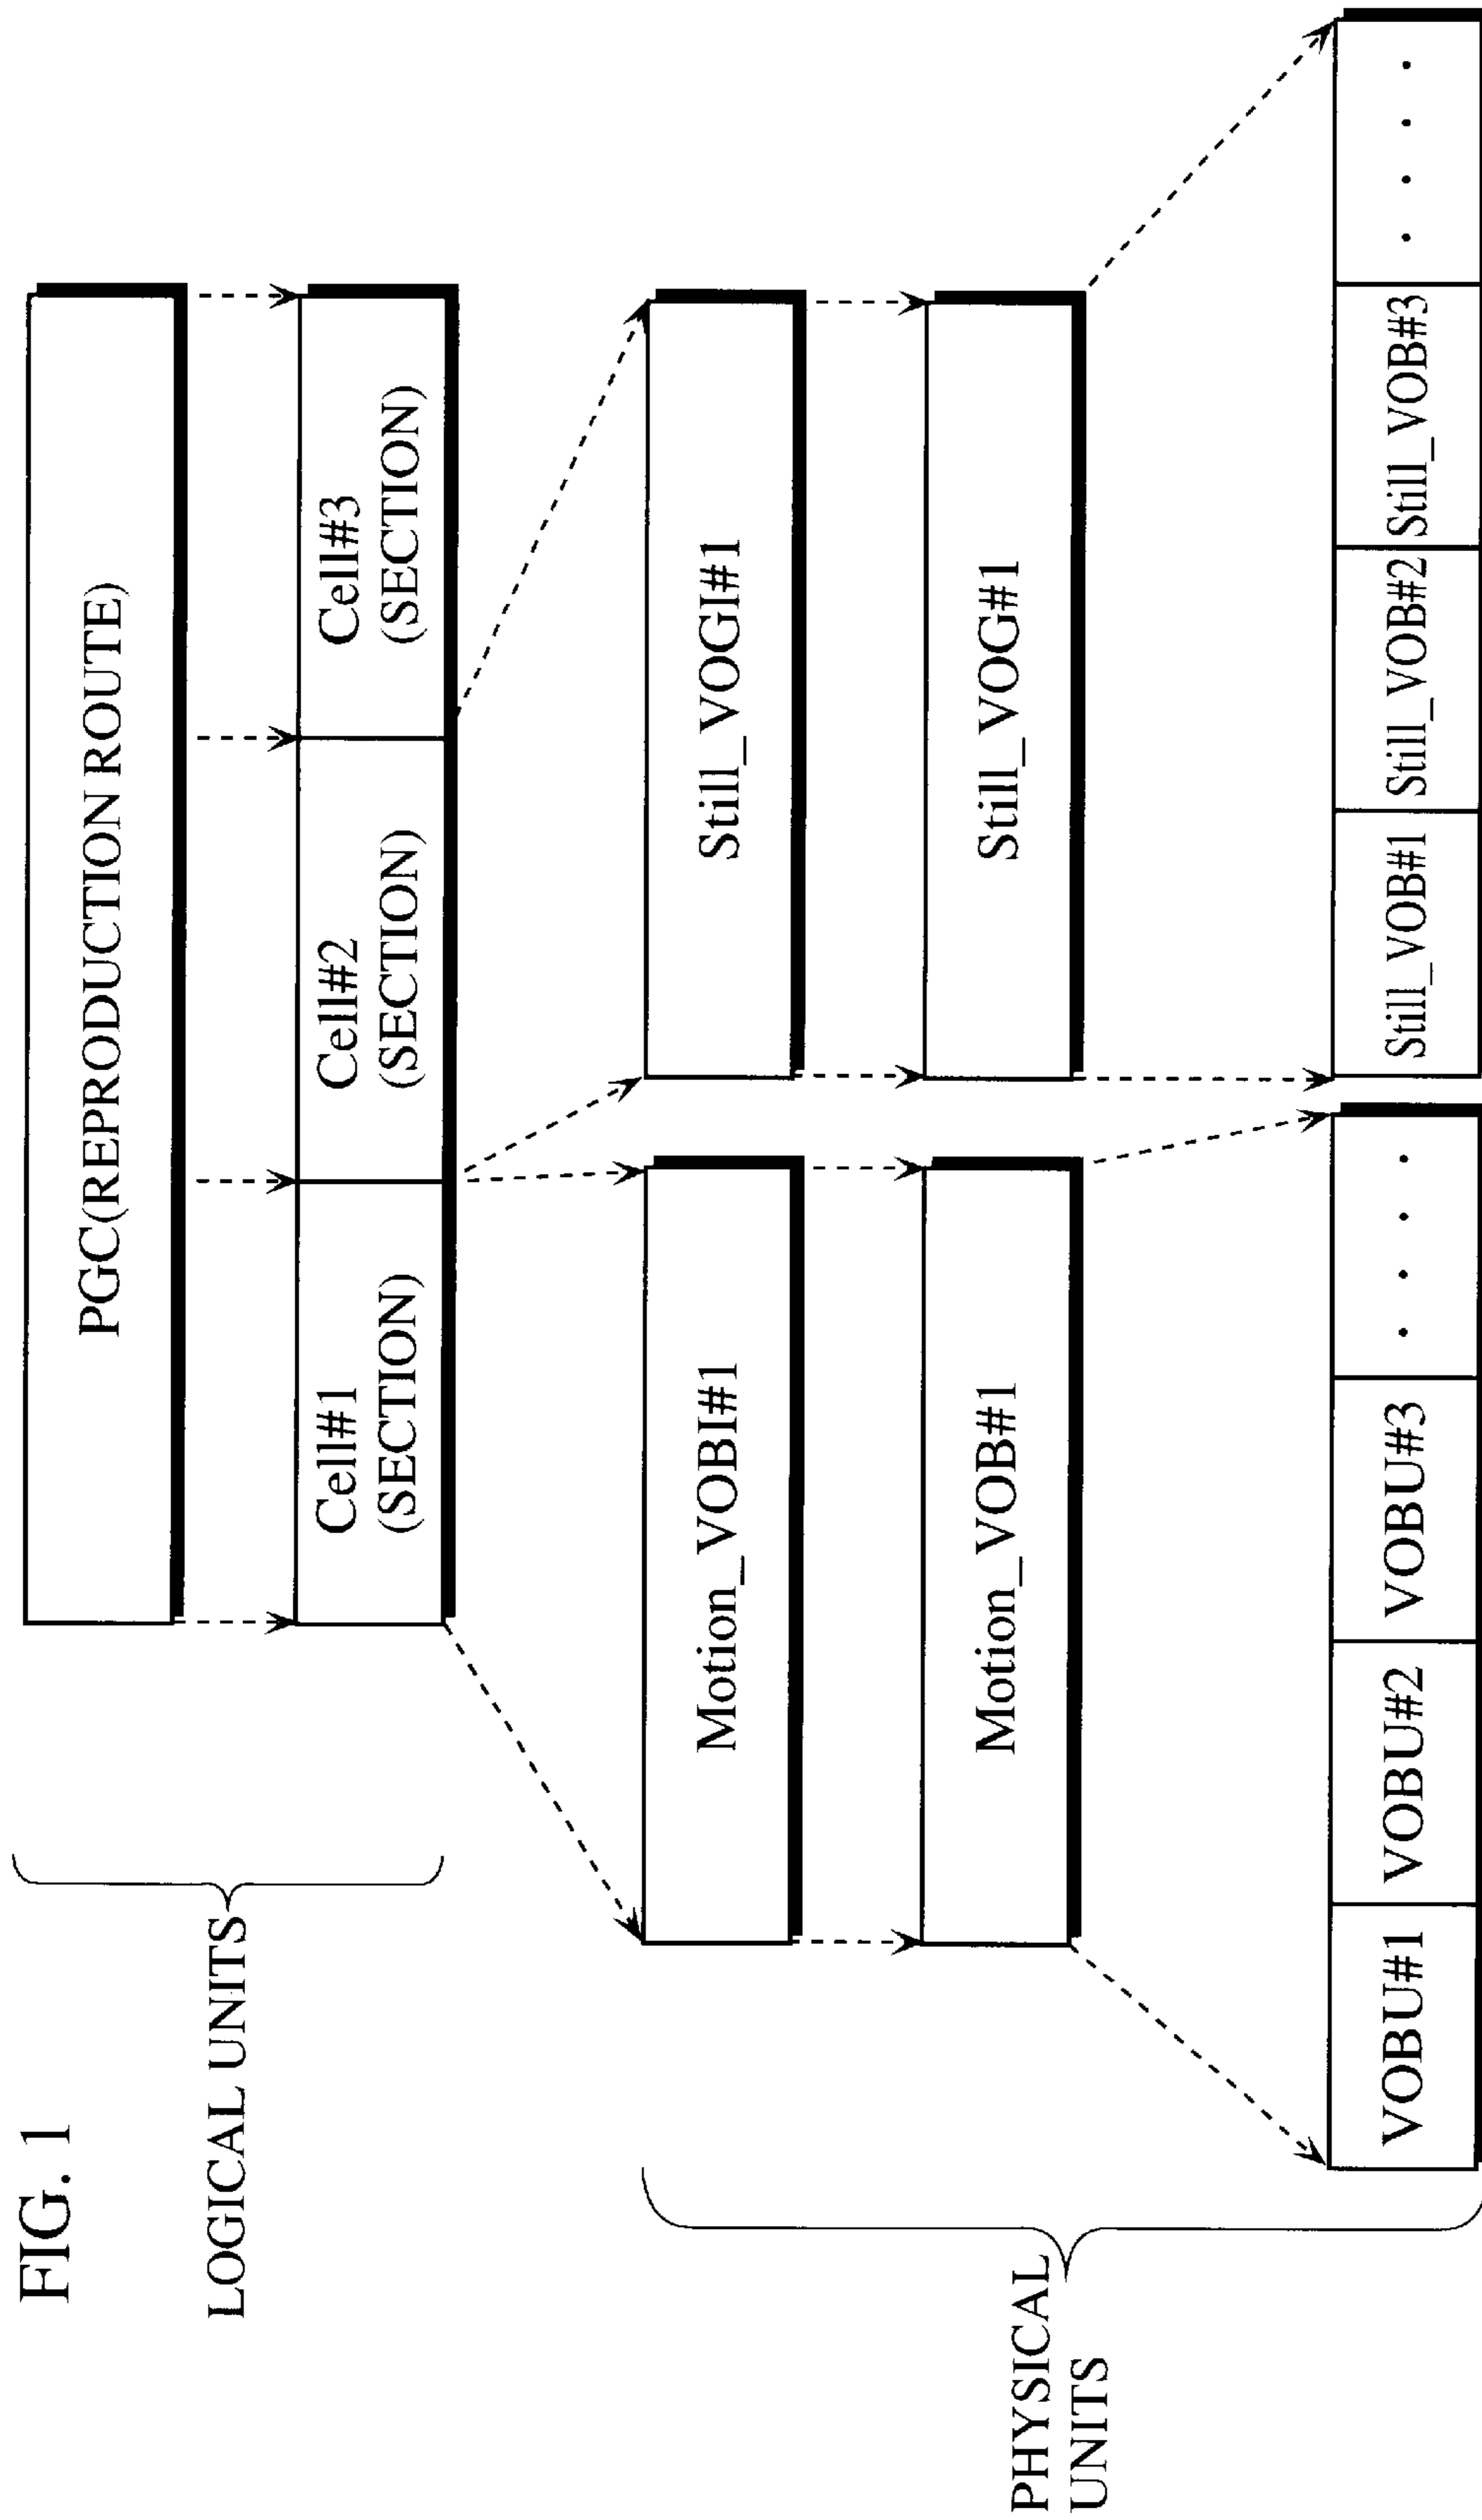 FIG. 1
LOGICAL UNITS
PGC(REPRODUCTION ROUTE)
Cell#1
(SECTION)
Cell#2
(SECTION)
Cell#3
(SECTION)
PHYSICAL
UNITS
Motion_VOBI#1
Still_VOGI#1
Motion_VOB#1
Still_VOG#1
VOBU#1
VOBU#2
VOBU#3
. . . .
Still_VOB#1
Still_VOB#2
Still_VOB#3
. . . .